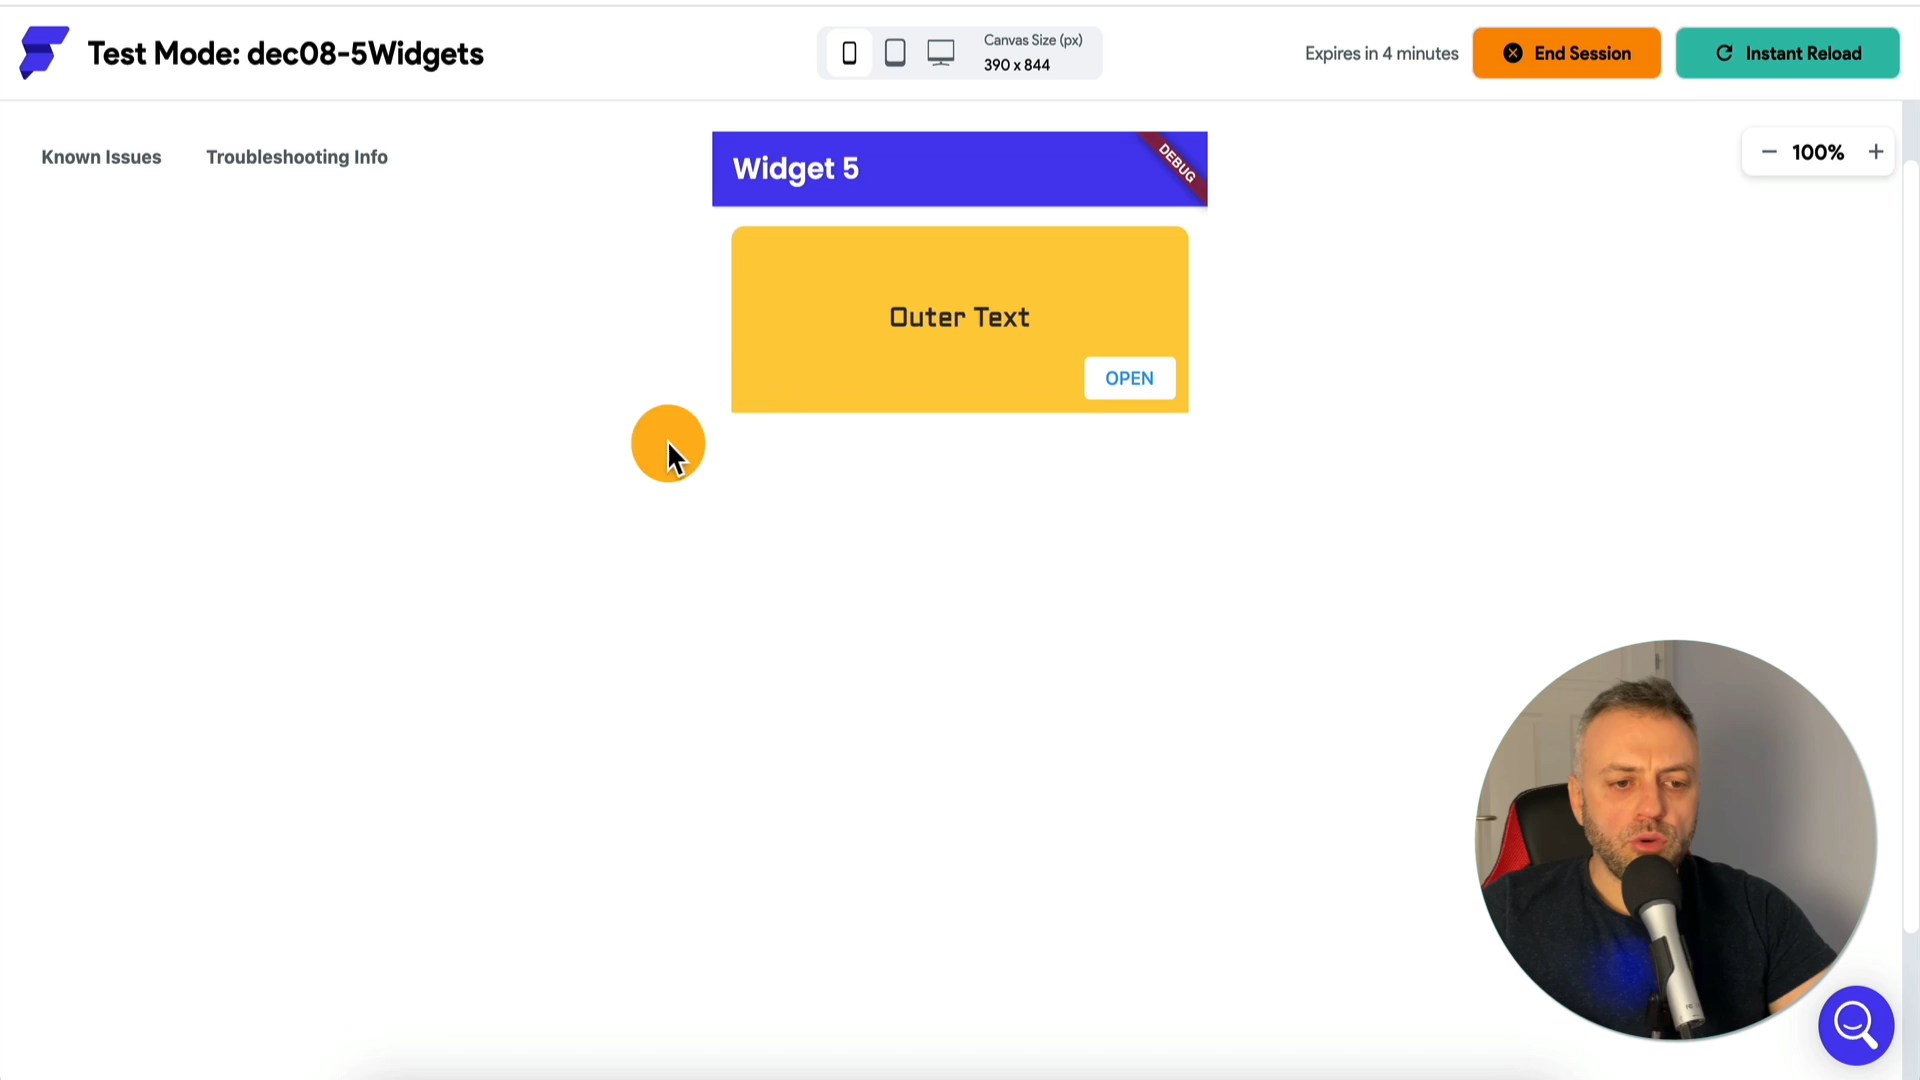 Test Mode: dec08-5Widgets
Canvas Size (px)
390 x 844
Expires in 4 minutes
End Session
Instant Reload
Known Issues
Troubleshooting Info
Widget 5
DEBUG
100%
Outer Text
OPEN